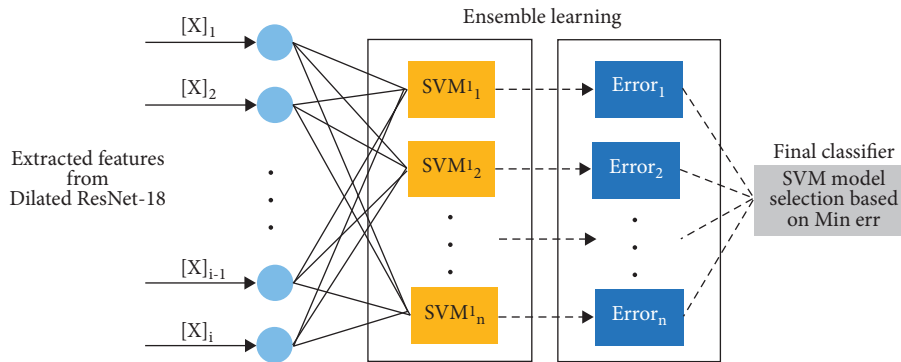 Ensemble learning
[X]₁
[X]₂
[X]ᵢ₋₁
[X]ᵢ
Extracted features
from
Dilated ResNet-18
SVM¹₁
SVM¹₂
SVM¹ₙ
Error₁
Error₂
Errorₙ
Final classifier
SVM model
selection based
on Min err